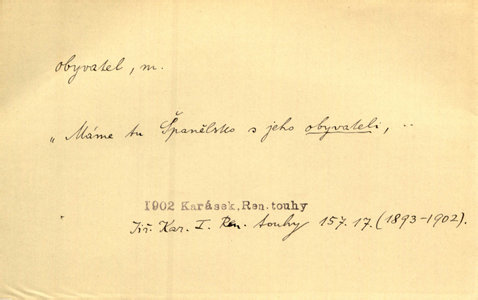 obyvatel, m.
„Máme tu Španělsko s jeho obyvateli, ..
"
1902 Karásek, Ren. touhy
Jiř. Kar. I. Ren. touhy 157. 17. (1893-1902).